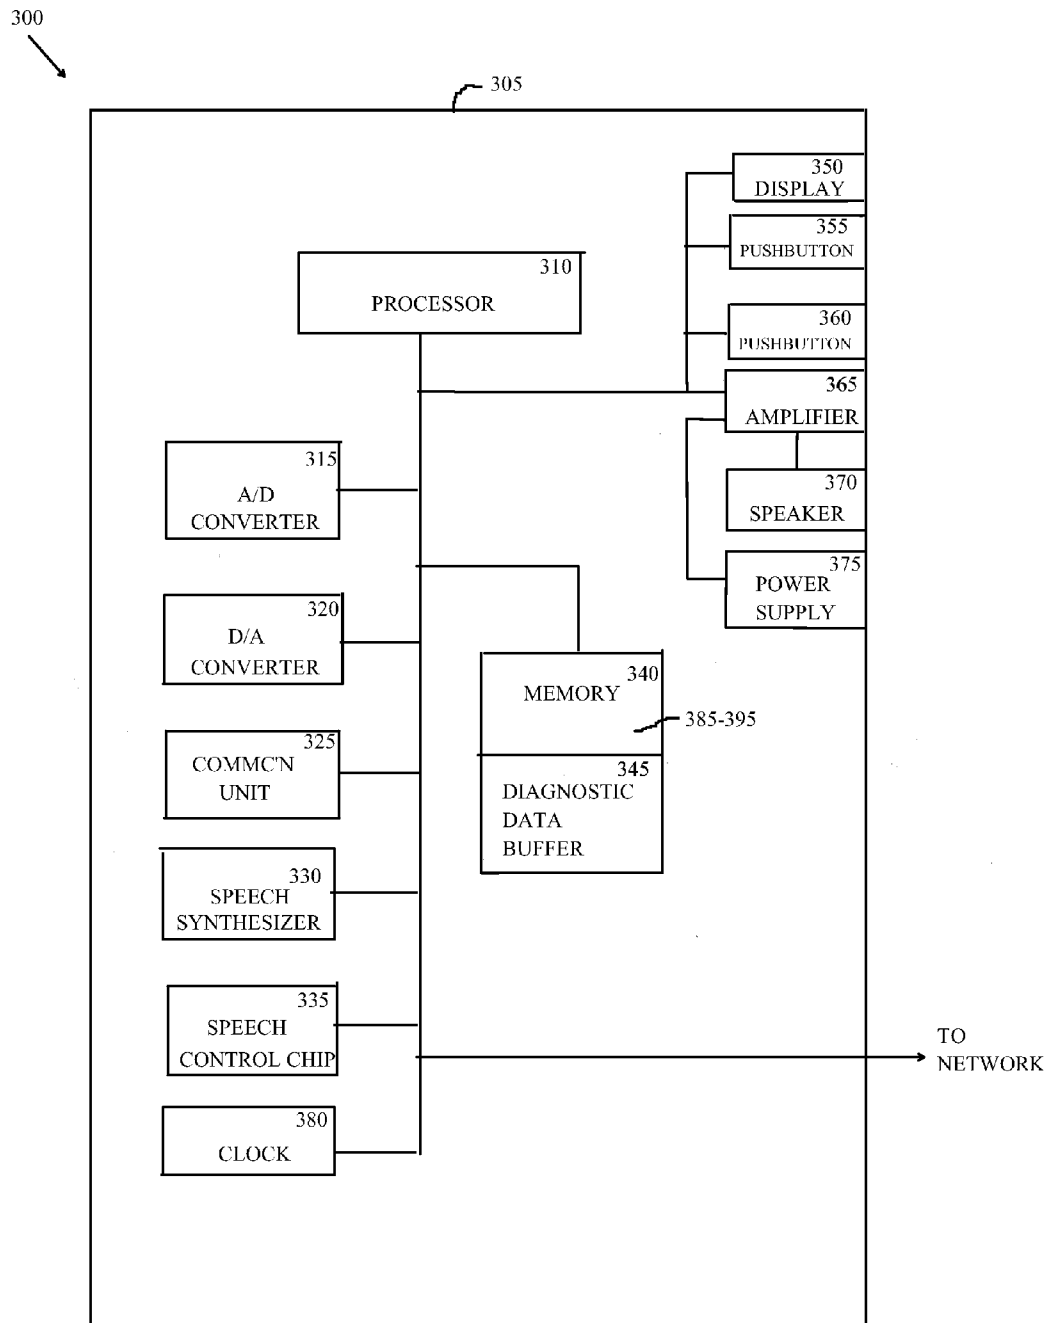 300
305
350
DISPLAY
355
PUSHBUTTON
310
PROCESSOR
360
PUSHBUTTON
365
AMPLIFIER
315
A/D
CONVERTER
370
SPEAKER
375
POWER
SUPPLY
320
D/A
CONVERTER
340
MEMORY
385-395
325
COMMC'N
UNIT
345
DIAGNOSTIC
DATA
BUFFER
330
SPEECH
SYNTHESIZER
335
SPEECH
CONTROL CHIP
TO
NETWORK
380
CLOCK